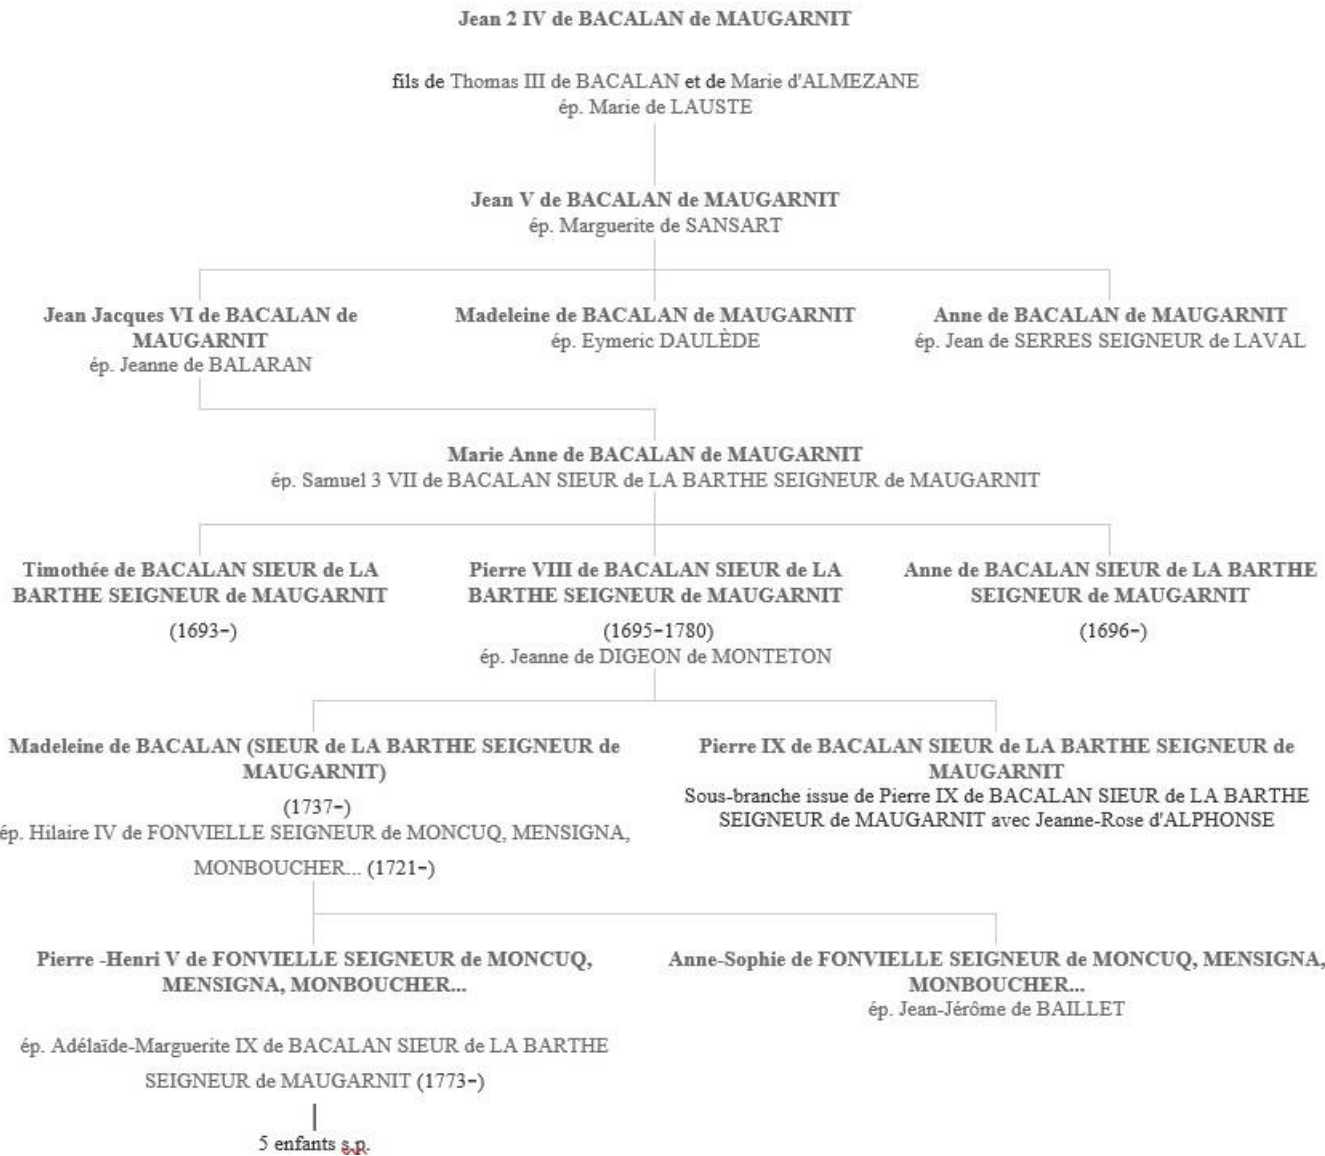 Jean 2 IV de BACALAN de MAUGARNIT
fils de Thomas III de BACALAN et de Marie d'ALMEZANE
ép. Marie de LAUSTE
Jean V de BACALAN de MAUGARNIT
ép. Marguerite de SANSART
Jean Jacques VI de BACALAN de
MAUGARNIT
ép. Jeanne de BALARAN
Madeleine de BACALAN de MAUGARNIT
ép. Eymeric DAULÈDE
Anne de BACALAN de MAUGARNIT
ép. Jean de SERRES SEIGNEUR de LAVAL
Marie Anne de BACALAN de MAUGARNIT
ép. Samuel 3 VII de BACALAN SIEUR de LA BARTHE SEIGNEUR de MAUGARNIT
Timothée de BACALAN SIEUR de LA
BARTHE SEIGNEUR de MAUGARNIT
(1693-)
Pierre VIII de BACALAN SIEUR de LA
BARTHE SEIGNEUR de MAUGARNIT
(1695-1780)
ép. Jeanne de DIGEON de MONTETON
Anne de BACALAN SIEUR de LA BARTHE
SEIGNEUR de MAUGARNIT
(1696-)
Madeleine de BACALAN (SIEUR de LA BARTHE SEIGNEUR de
MAUGARNIT)
(1737-)
ép. Hilaire IV de FONVIELLE SEIGNEUR de MONCUQ, MENSIGNA,
MONBOUCHER... (1721-)
Pierre IX de BACALAN SIEUR de LA BARTHE SEIGNEUR de
MAUGARNIT
Sous-branche issue de Pierre IX de BACALAN SIEUR de LA BARTHE
SEIGNEUR de MAUGARNIT avec Jeanne-Rose d'ALPHONSE
Pierre -Henri V de FONVIELLE SEIGNEUR de MONCUQ,
MENSIGNA, MONBOUCHER...
ép. Adélaïde-Marguerite IX de BACALAN SIEUR de LA BARTHE
SEIGNEUR de MAUGARNIT (1773-)
5 enfants s.p.
Anne-Sophie de FONVIELLE SEIGNEUR de MONCUQ, MENSIGNA,
MONBOUCHER...
ép. Jean-Jérôme de BAILLET